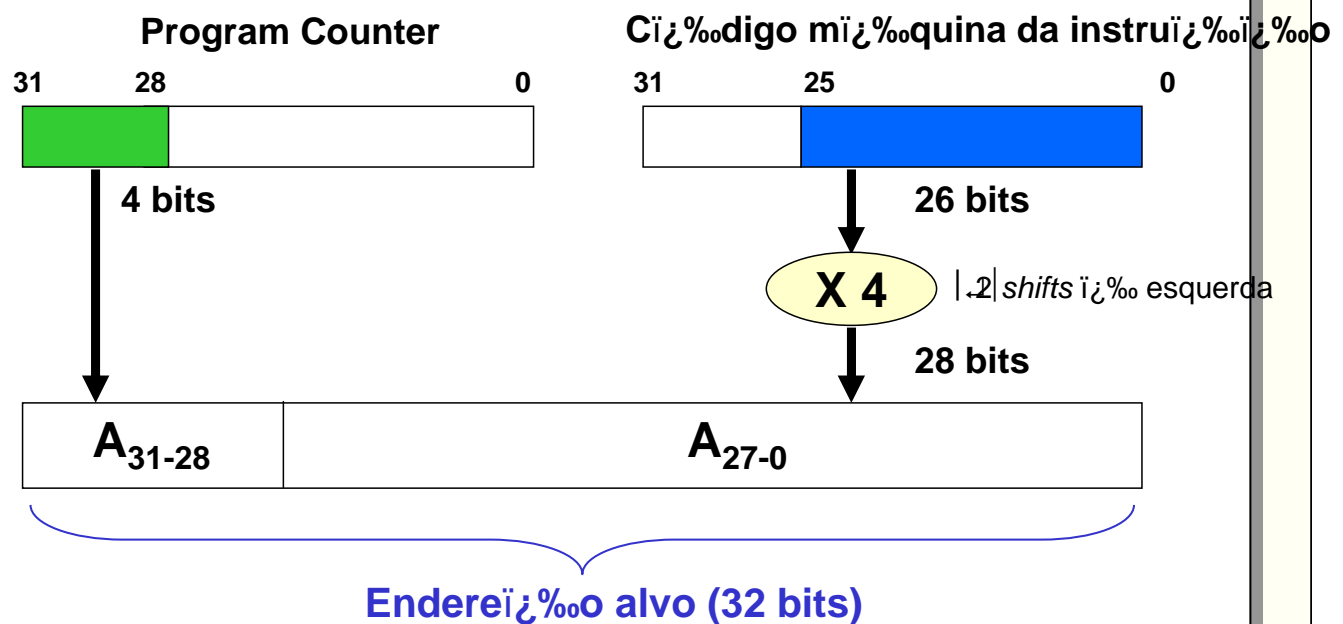 Program Counter
Cï¿‰digo mï¿‰quina da instruï¿‰ï¿‰o
31 28 0
31 25 0
4 bits
26 bits
X 4
2 shifts ï¿‰ esquerda
28 bits
A31-28
A27-0
Endereï¿‰o alvo (32 bits)